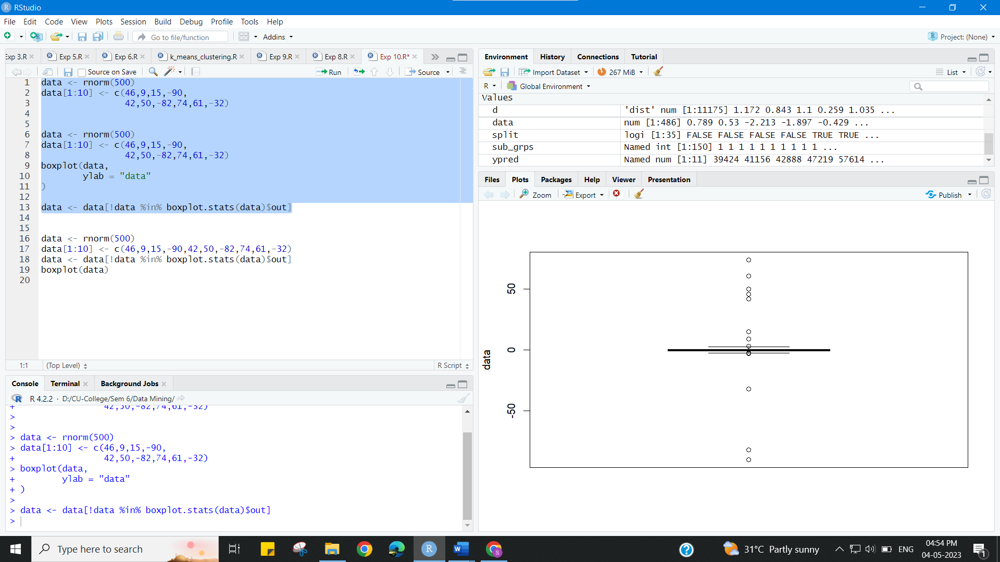 RStudio
File Edit Code View Plots Session Build Debug Profile Tools Help
Go to file/function Addins Project: (None)
Exp 3.R Exp 5.R Exp 6.R k_means_clustering.R Exp 9.R Exp 8.R Exp 10.R*
Source on Save Run Source
1 data <- rnorm(500)
2 data[1:10] <- c(46,9,15,-90,
3 42,50,-82,74,61,-32)
4
5
6 data <- rnorm(500)
7 data[1:10] <- c(46,9,15,-90,
8 42,50,-82,74,61,-32)
9 boxplot(data,
10 ylab = "data"
11 )
12
13 data <- data[!data %in% boxplot.stats(data)$out]
14
15
16 data <- rnorm(500)
17 data[1:10] <- c(46,9,15,-90,42,50,-82,74,61,-32)
18 data <- data[!data %in% boxplot.stats(data)$out]
19 boxplot(data)
20
1:1 (Top Level) R Script
Console Terminal Background Jobs
R 4.2.2 · D:/CU-College/Sem 6/Data Mining/
+ 42,50,-82,74,61,-32)
>
>
> data <- rnorm(500)
> data[1:10] <- c(46,9,15,-90,
+ 42,50,-82,74,61,-32)
> boxplot(data,
+ ylab = "data"
+ )
>
> data <- data[!data %in% boxplot.stats(data)$out]
>
Environment History Connections Tutorial
Import Dataset 267 MiB List
R Global Environment
Values
d 'dist' num [1:11175] 1.172 0.843 1.1 0.259 1.035 ...
data num [1:486] 0.789 0.53 -2.213 -1.897 -0.429 ...
split logi [1:35] FALSE FALSE FALSE FALSE TRUE TRUE ...
sub_grps Named int [1:150] 1 1 1 1 1 1 1 1 1 1 ...
ypred Named num [1:11] 39424 41156 42888 47219 57614 ...
Files Plots Packages Help Viewer Presentation
Zoom Export Publish
50
0
-50
data
Type here to search
31°C Partly sunny
ENG
04:54 PM
04-05-2023
1